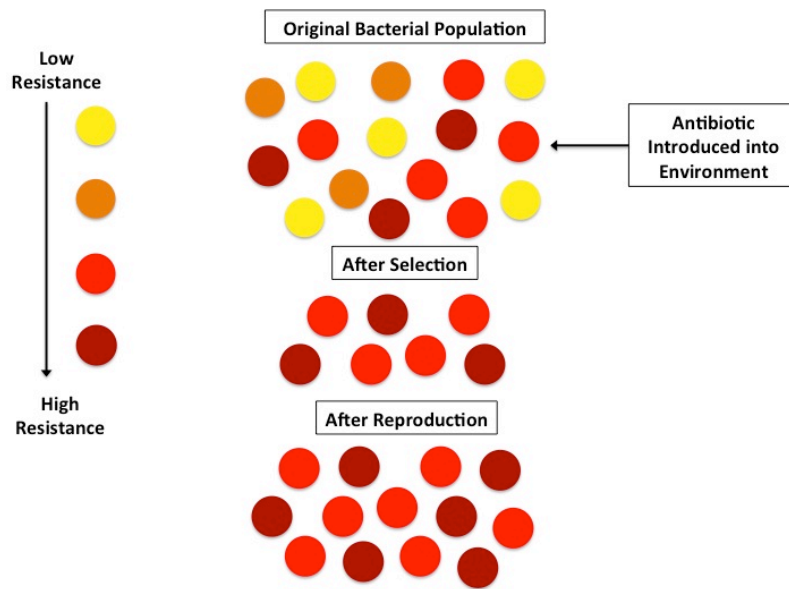 Original Bacterial Population
Low
Resistance
Antibiotic
Introduced into
Environment
After Selection
High
Resistance
After Reproduction